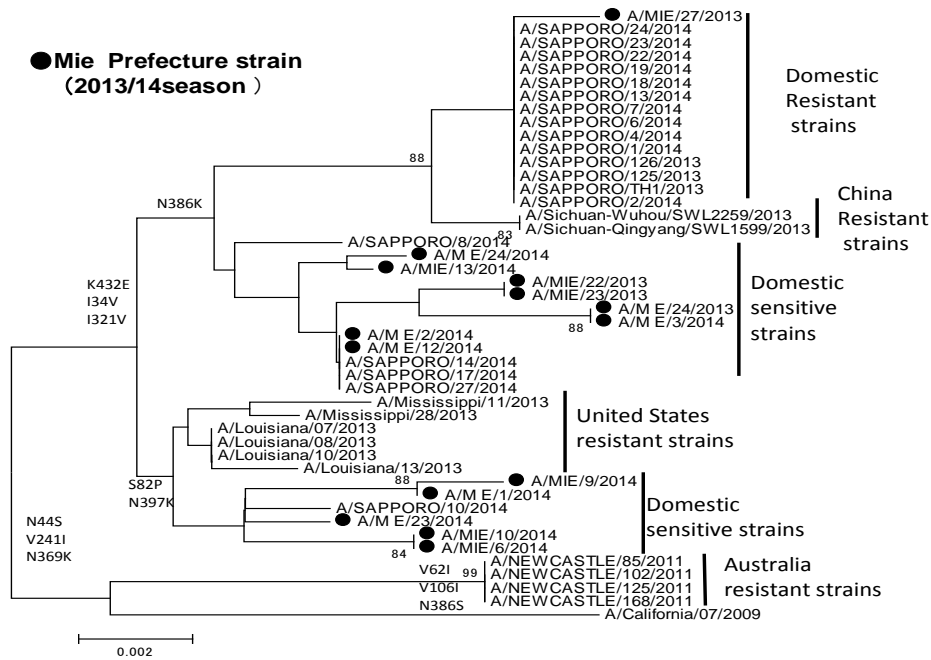 ●Mie Prefecture strain
（2013/14season ）
A/MIE/27/2013
A/SAPPORO/24/2014
A/SAPPORO/23/2014
A/SAPPORO/22/2014
A/SAPPORO/19/2014
A/SAPPORO/18/2014
A/SAPPORO/13/2014
A/SAPPORO/7/2014
A/SAPPORO/6/2014
A/SAPPORO/4/2014
A/SAPPORO/1/2014
A/SAPPORO/126/2013
A/SAPPORO/125/2013
A/SAPPORO/TH1/2013
A/SAPPORO/2/2014
Domestic
Resistant
strains
88
A/Sichuan-Wuhou/SWL2259/2013
A/Sichuan-Qingyang/SWL1599/2013
83
China
Resistant
strains
N386K
A/SAPPORO/8/2014
A/M E/24/2014
A/MIE/13/2014
A/MIE/22/2013
A/MIE/23/2013
A/M E/24/2013
A/M E/3/2014
88
A/M E/2/2014
A/M E/12/2014
A/SAPPORO/14/2014
A/SAPPORO/17/2014
A/SAPPORO/27/2014
Domestic
sensitive
strains
K432E
I34V
I321V
A/Mississippi/11/2013
A/Mississippi/28/2013
A/Louisiana/07/2013
A/Louisiana/08/2013
A/Louisiana/10/2013
A/Louisiana/13/2013
United States
resistant strains
S82P
N397K
88
A/MIE/9/2014
A/M E/1/2014
A/SAPPORO/10/2014
A/M E/23/2014
A/MIE/10/2014
A/MIE/6/2014
84
Domestic
sensitive strains
N44S
V241I
N369K
V62I
V106I
N386S
99
A/NEWCASTLE/85/2011
A/NEWCASTLE/102/2011
A/NEWCASTLE/125/2011
A/NEWCASTLE/168/2011
Australia
resistant strains
A/California/07/2009
0.002